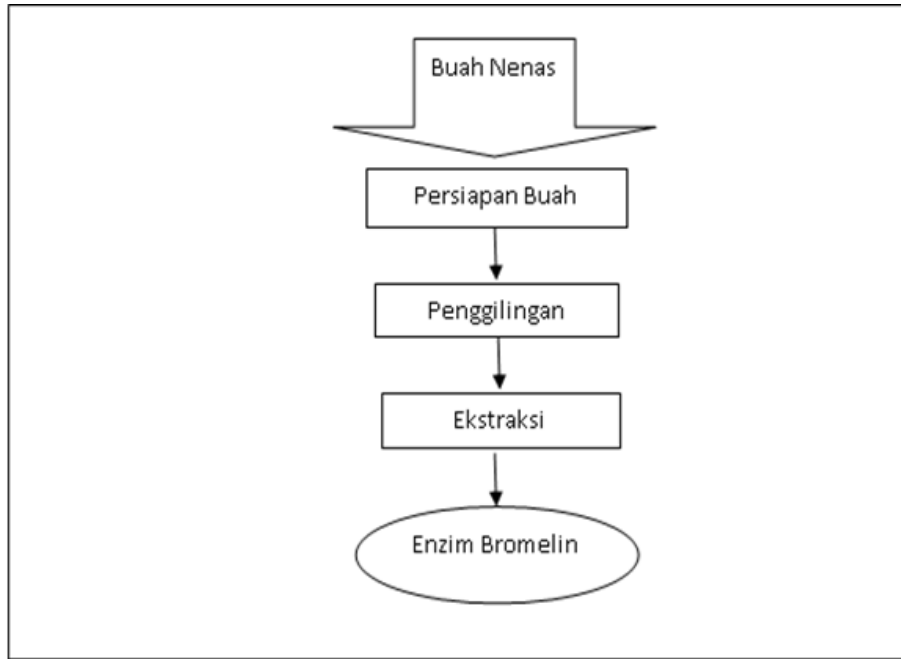 Buah Nenas
Persiapan Buah
Penggilingan
Ekstraksi
Enzim Bromelin